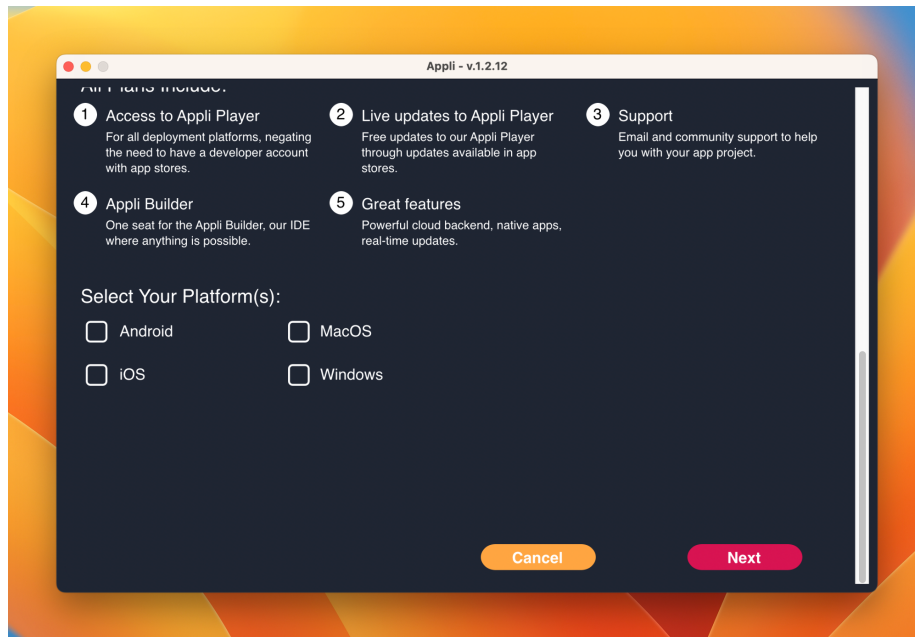 Appli - v.1.2.12
All Plans Include:
1 Access to Appli Player
For all deployment platforms, negating
the need to have a developer account
with app stores.
2 Live updates to Appli Player
Free updates to our Appli Player
through updates available in app
stores.
3 Support
Email and community support to help
you with your app project.
4 Appli Builder
One seat for the Appli Builder, our IDE
where anything is possible.
5 Great features
Powerful cloud backend, native apps,
real-time updates.
Select Your Platform(s):
Android
MacOS
iOS
Windows
Cancel
Next